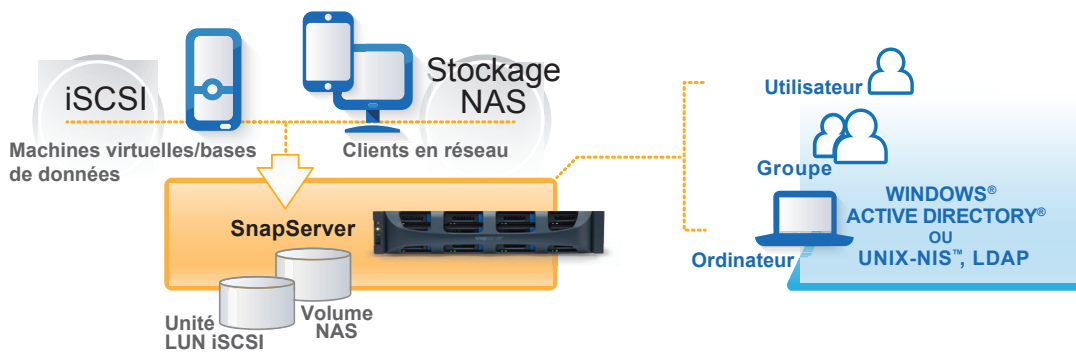 iSCSI
Machines virtuelles/bases
de données
Stockage
NAS
Clients en réseau
SnapServer
Unité
LUN iSCSI
Volume
NAS
Utilisateur
Groupe
Ordinateur
WINDOWS®
ACTIVE DIRECTORY®
OU
UNIX-NIS™, LDAP